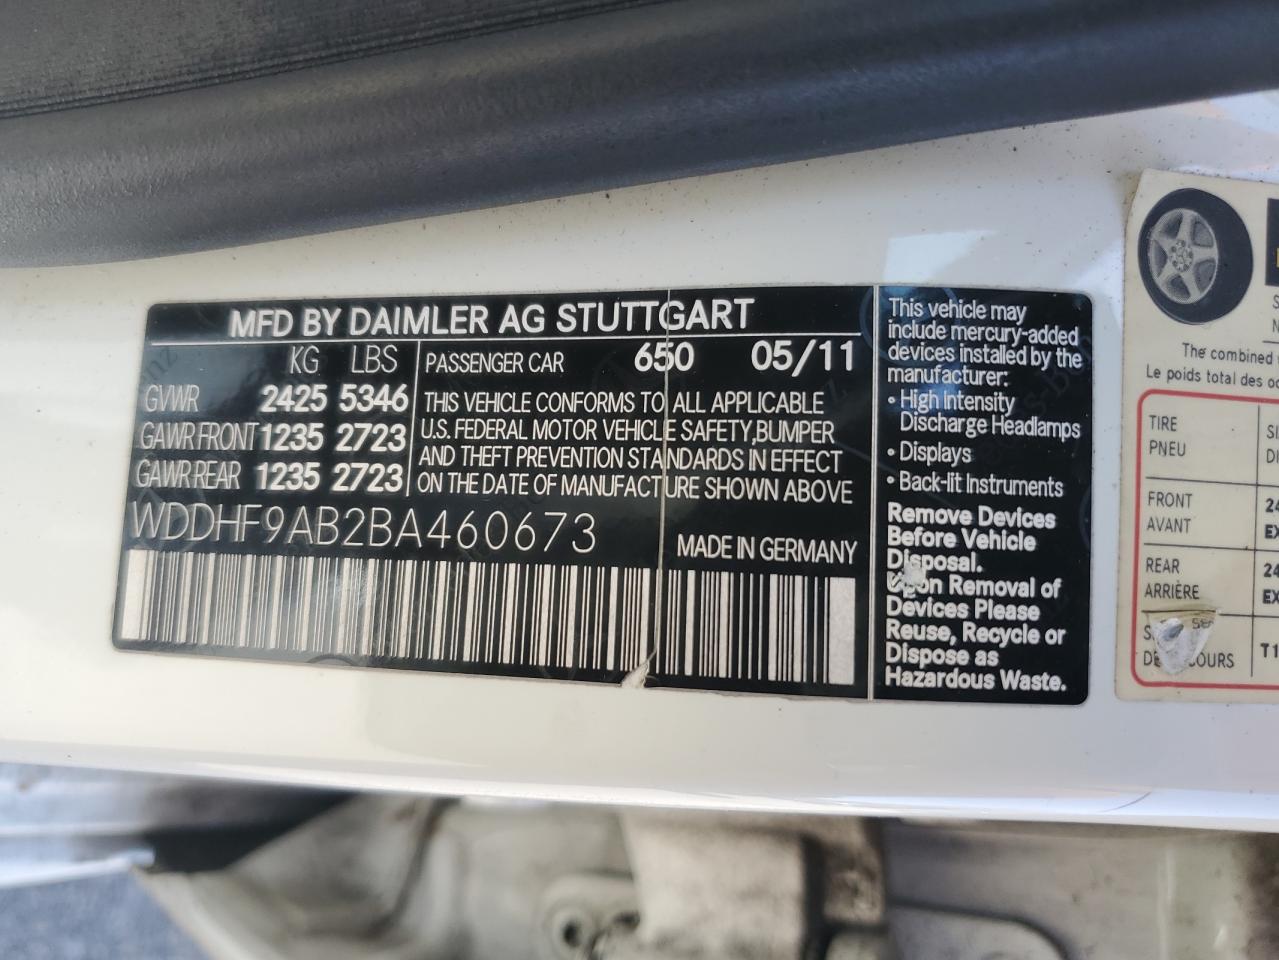 MFD BY DAIMLER AG STUTTGART
KG LBS
GVWR 2425 5346
GAWR FRONT 1235 2723
GAWR REAR 1235 2723
PASSENGER CAR 650 05/11
THIS VEHICLE CONFORMS TO ALL APPLICABLE
U.S. FEDERAL MOTOR VEHICLE SAFETY, BUMPER
AND THEFT PREVENTION STANDARDS IN EFFECT
ON THE DATE OF MANUFACTURE SHOWN ABOVE
WDDHF9AB2BA460673
MADE IN GERMANY
This vehicle may
include mercury-added
devices installed by the
manufacturer:
• High Intensity
Discharge Headlamps
• Displays
• Back-lit Instruments
Remove Devices
Before Vehicle
Disposal.
Upon Removal of
Devices Please
Reuse, Recycle or
Dispose as
Hazardous Waste.
The combined
Le poids total des
TIRE
PNEU
FRONT
AVANT
REAR
ARRIÈRE